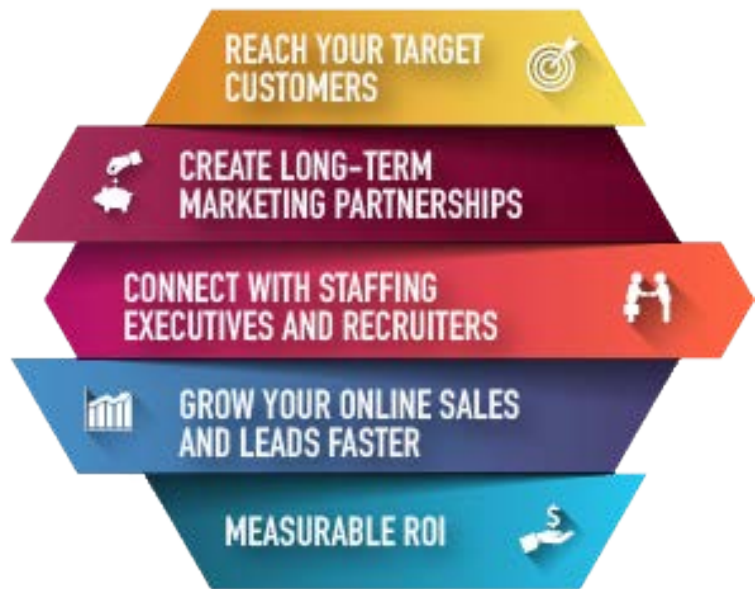 REACH YOUR TARGET
CUSTOMERS
CREATE LONG-TERM
MARKETING PARTNERSHIPS
CONNECT WITH STAFFING
EXECUTIVES AND RECRUITERS
GROW YOUR ONLINE SALES
AND LEADS FASTER
$
MEASURABLE ROI